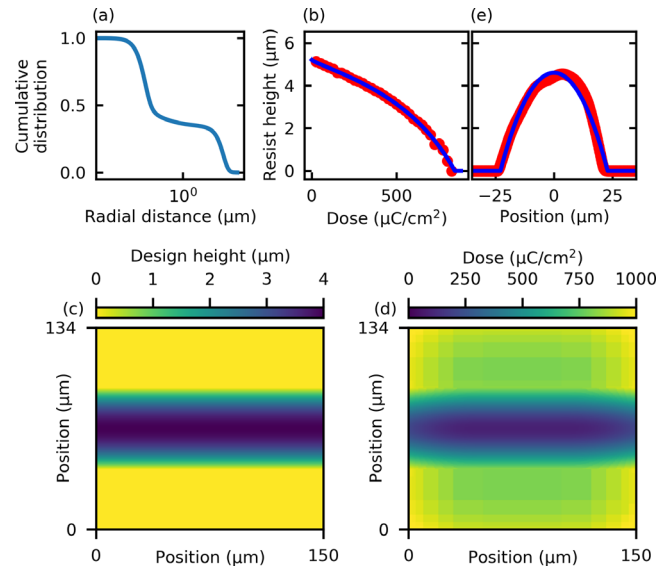 (a)
(b)
(e)
Cumulative
distribution
1.0
0.5
0.0
10⁰
Radial distance (μm)
Resist height (μm)
6
4
2
0
0
500
Dose (μC/cm²)
−25
0
25
Position (μm)
Design height (μm)
0
1
2
3
4
Dose (μC/cm²)
0
250
500
750
1000
(c)
134
Position (μm)
0
0
Position (μm)
150
(d)
134
Position (μm)
0
0
Position (μm)
150